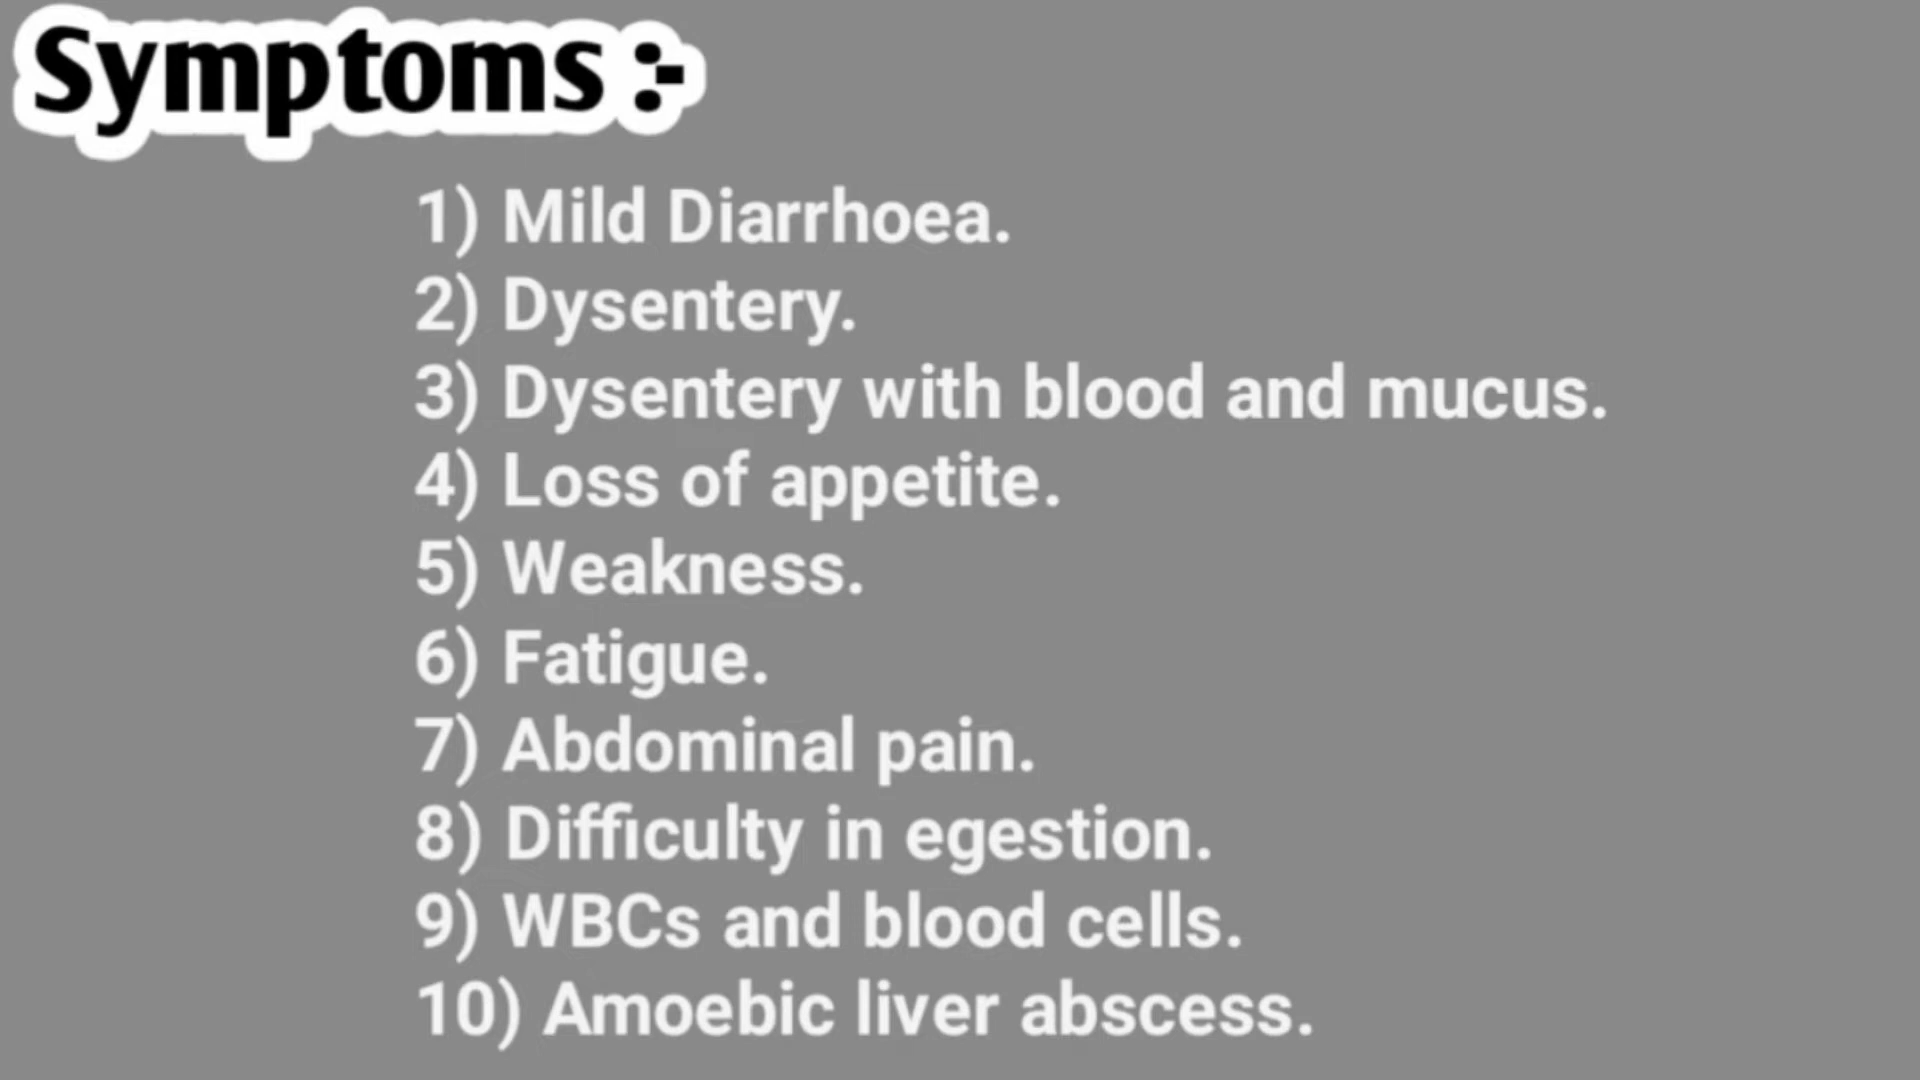 Symptoms :-
1) Mild Diarrhoea.
2) Dysentery.
3) Dysentery with blood and mucus.
4) Loss of appetite.
5) Weakness.
6) Fatigue.
7) Abdominal pain.
8) Difficulty in egestion.
9) WBCs and blood cells.
10) Amoebic liver abscess.